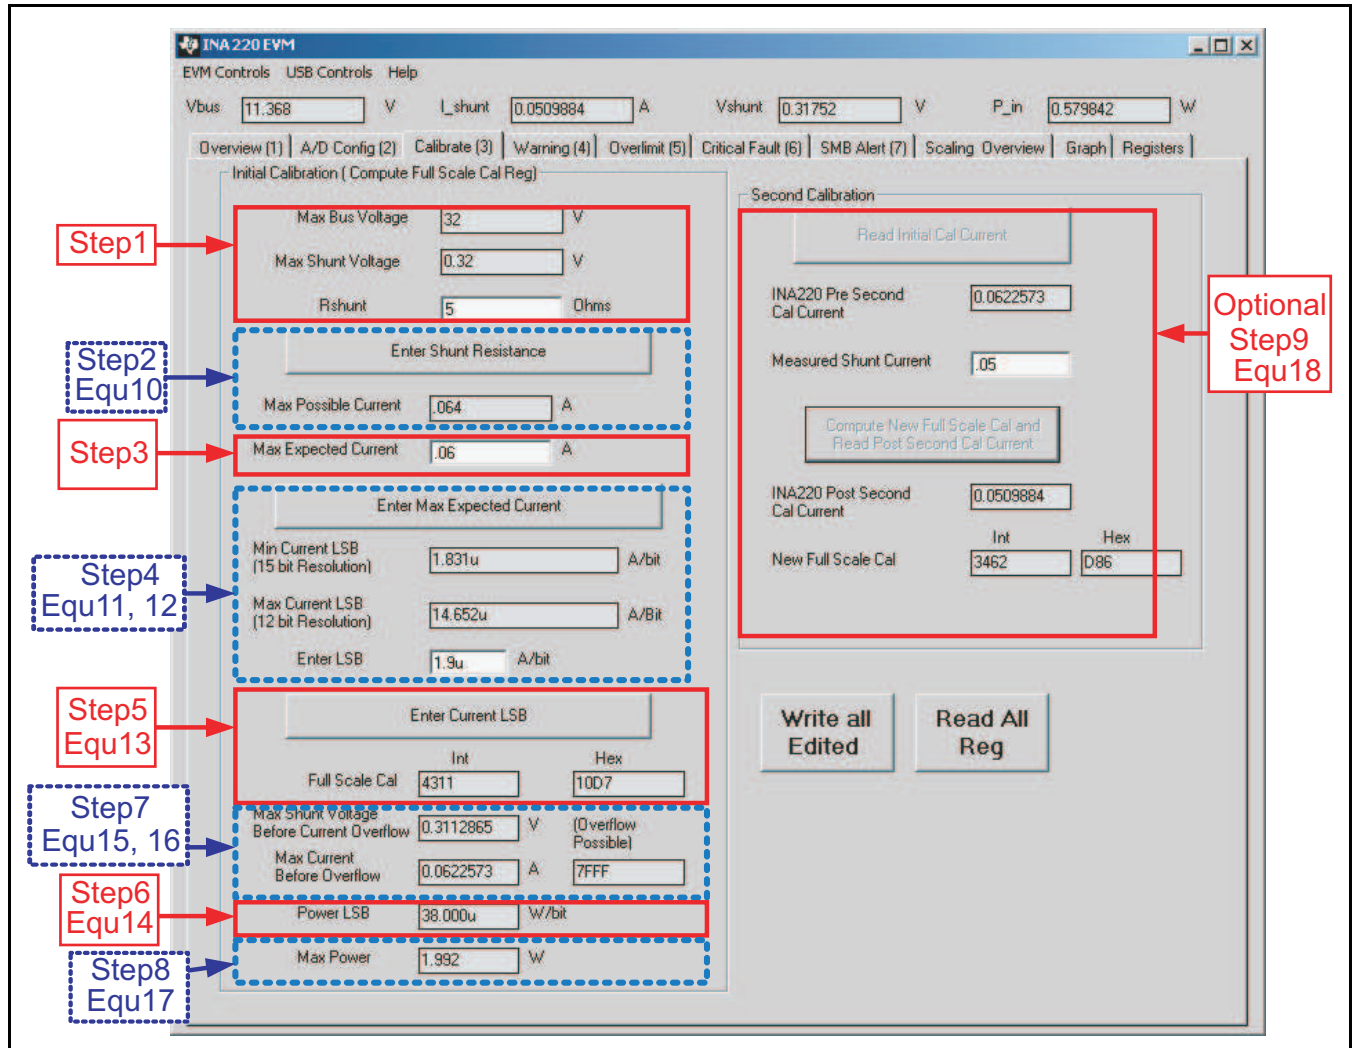 INA220 EVM
EVM Controls USB Controls Help
Vbus 11.368 V I_shunt 0.0509884 A Vshunt 0.31752 V P_in 0.579842 W
Overview (1) A/D Config (2) Calibrate (3) Warning (4) Overlimit (5) Critical Fault (6) SMB Alert (7) Scaling Overview Graph Registers
Initial Calibration ( Compute Full Scale Cal Reg)
Step1
Max Bus Voltage 32 V
Max Shunt Voltage 0.32 V
Rshunt 5 Ohms
Step2
Equ10
Enter Shunt Resistance
Max Possible Current .064 A
Step3
Max Expected Current .06 A
Step4
Equ11, 12
Enter Max Expected Current
Min Current LSB
(15 bit Resolution) 1.831u A/bit
Max Current LSB
(12 bit Resolution) 14.652u A/Bit
Enter LSB 1.9u A/bit
Step5
Equ13
Enter Current LSB
Int Hex
Full Scale Cal 4311 10D7
Step7
Equ15, 16
Max Shunt Voltage
Before Current Overflow 0.3112865 V (Overflow
Possible)
Max Current
Before Overflow 0.0622573 A 7FFF
Step6
Equ14
Power LSB 38.000u W/bit
Step8
Equ17
Max Power 1.992 W
Second Calibration
Read Initial Cal Current
INA220 Pre Second
Cal Current 0.0622573
Measured Shunt Current .05
Compute New Full Scale Cal and
Read Post Second Cal Current
INA220 Post Second
Cal Current 0.0509884
Int Hex
New Full Scale Cal 3462 D86
Optional
Step9
Equ18
Write all
Edited
Read All
Reg